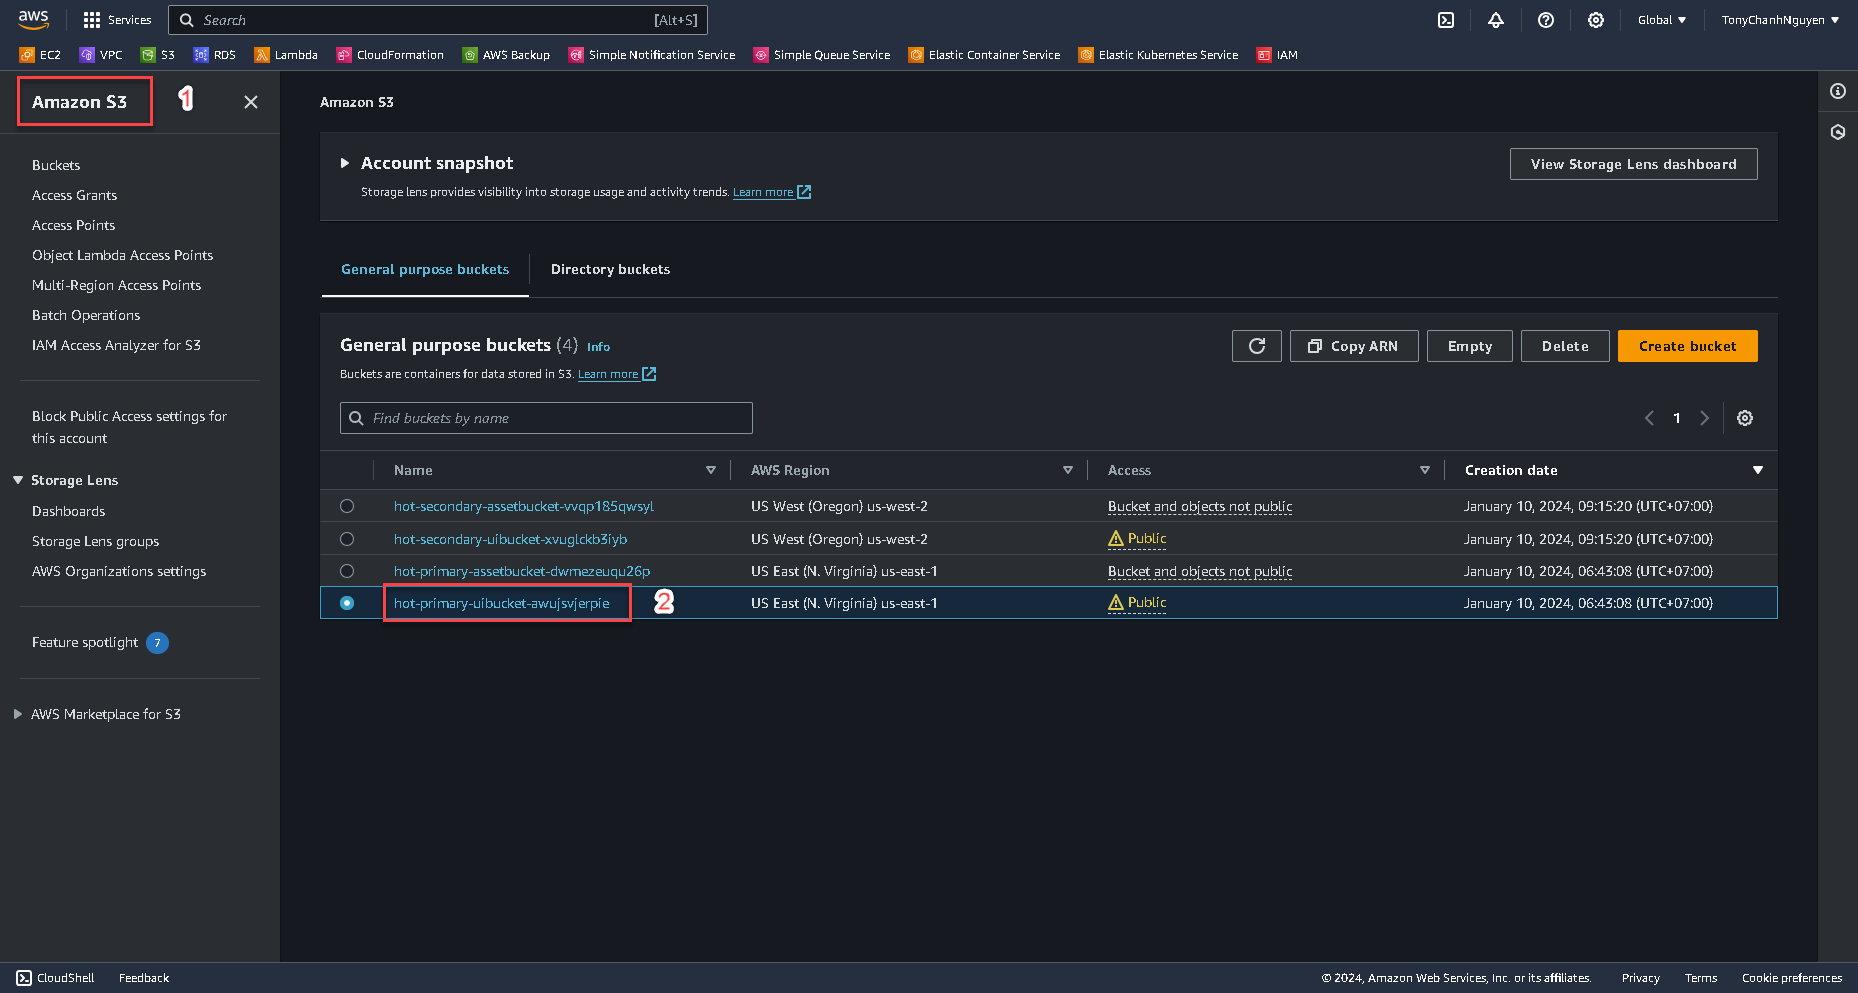 aws
Services
Search
[Alt+S]
Global
TonyChanhNguyen
EC2
VPC
S3
RDS
Lambda
CloudFormation
AWS Backup
Simple Notification Service
Simple Queue Service
Elastic Container Service
Elastic Kubernetes Service
IAM
Amazon S3
1
Buckets
Access Grants
Access Points
Object Lambda Access Points
Multi-Region Access Points
Batch Operations
IAM Access Analyzer for S3
Block Public Access settings for
this account
Storage Lens
Dashboards
Storage Lens groups
AWS Organizations settings
Feature spotlight 7
AWS Marketplace for S3
Amazon S3
Account snapshot
Storage lens provides visibility into storage usage and activity trends. Learn more
View Storage Lens dashboard
General purpose buckets
Directory buckets
General purpose buckets (4) Info
Buckets are containers for data stored in S3. Learn more
Copy ARN
Empty
Delete
Create bucket
Find buckets by name
1
Name
AWS Region
Access
Creation date
hot-secondary-assetbucket-vvqp185qwsyl
US West (Oregon) us-west-2
Bucket and objects not public
January 10, 2024, 09:15:20 (UTC+07:00)
hot-secondary-uibucket-xvuglckb3iyb
US West (Oregon) us-west-2
Public
January 10, 2024, 09:15:20 (UTC+07:00)
hot-primary-assetbucket-dwmezeuqu26p
US East (N. Virginia) us-east-1
Bucket and objects not public
January 10, 2024, 06:43:08 (UTC+07:00)
hot-primary-uibucket-awujsvjerpie
2
US East (N. Virginia) us-east-1
Public
January 10, 2024, 06:43:08 (UTC+07:00)
CloudShell
Feedback
© 2024, Amazon Web Services, Inc. or its affiliates.
Privacy
Terms
Cookie preferences